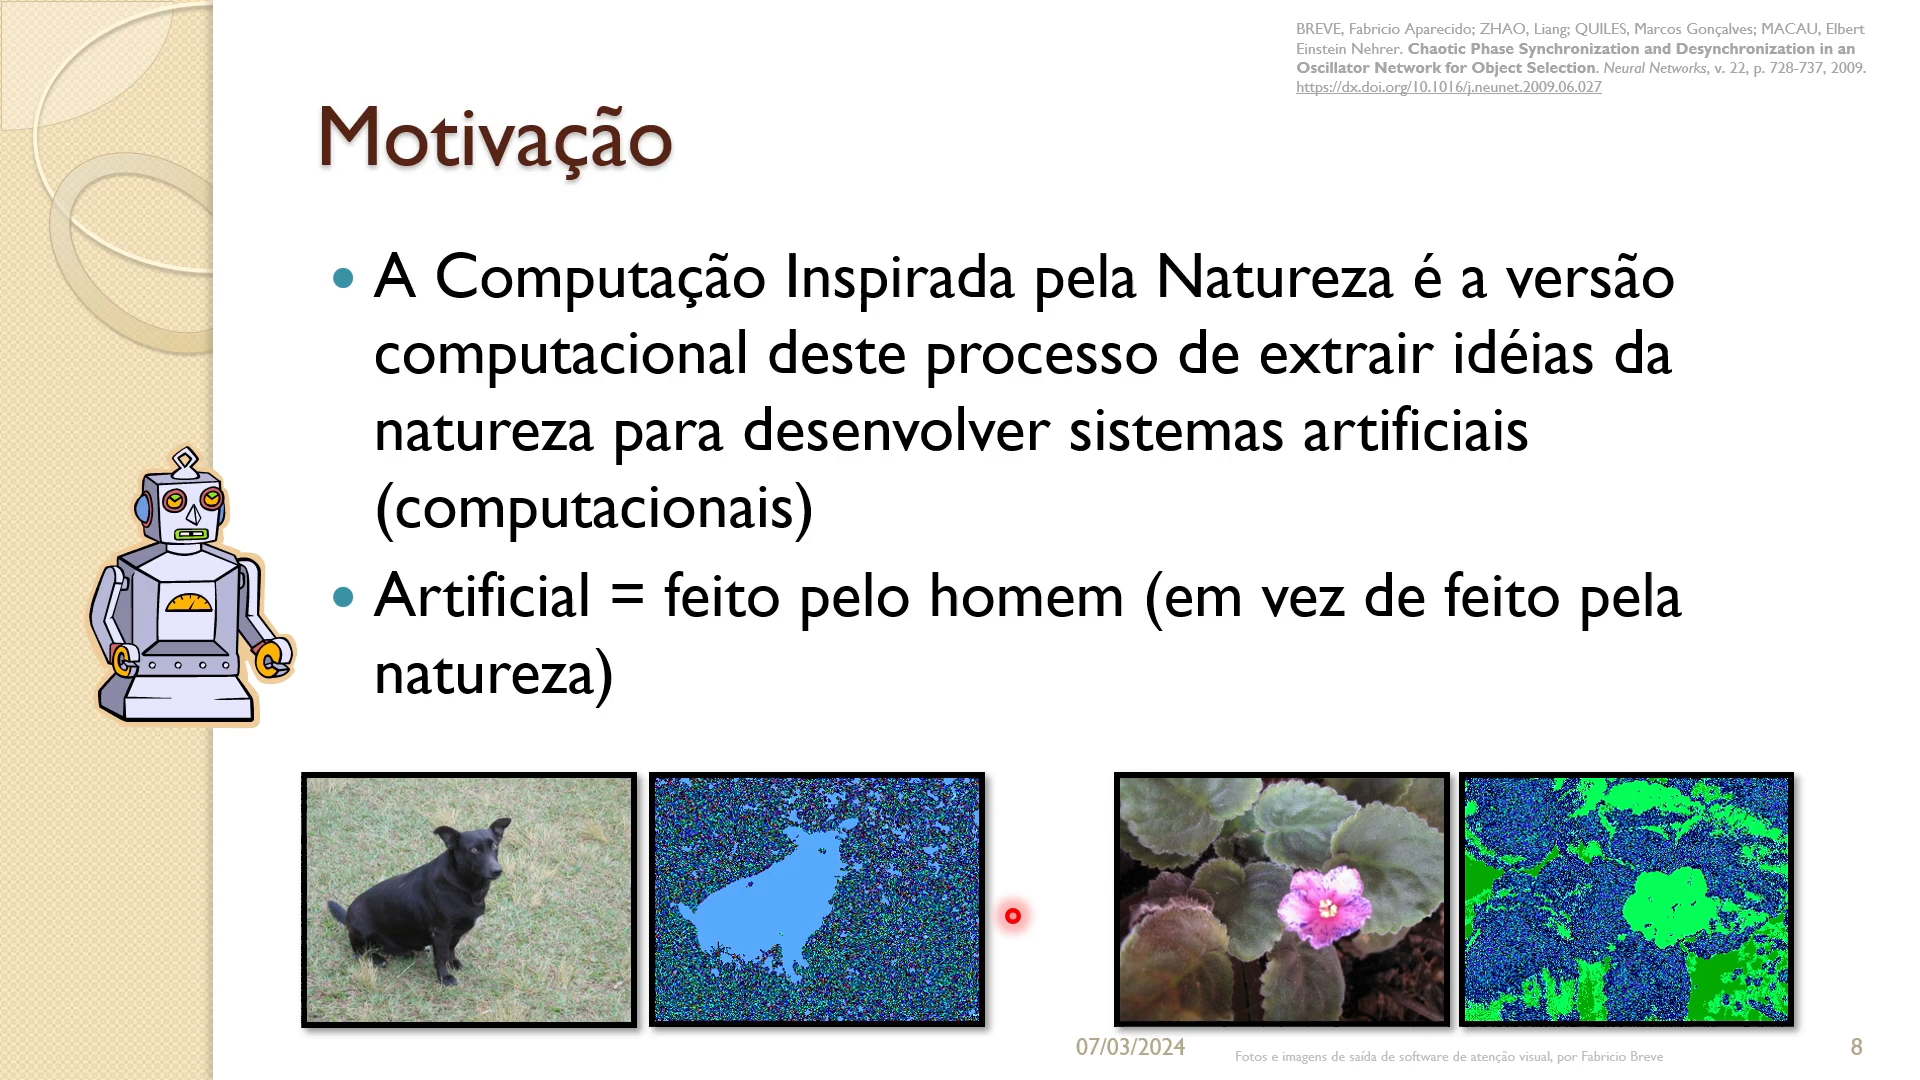 BREVE, Fabricio Aparecido; ZHAO, Liang; QUILES, Marcos Gonçalves; MACAU, Elbert
Einstein Nehrer. Chaotic Phase Synchronization and Desynchronization in an
Oscillator Network for Object Selection. Neural Networks, v. 22, p. 728-737, 2009.
https://dx.doi.org/10.1016/j.neunet.2009.06.027
Motivação
• A Computação Inspirada pela Natureza é a versão
computacional deste processo de extrair idéias da
natureza para desenvolver sistemas artificiais
(computacionais)
• Artificial = feito pelo homem (em vez de feito pela
natureza)
07/03/2024
Fotos e imagens de saída de software de atenção visual, por Fabricio Breve
8